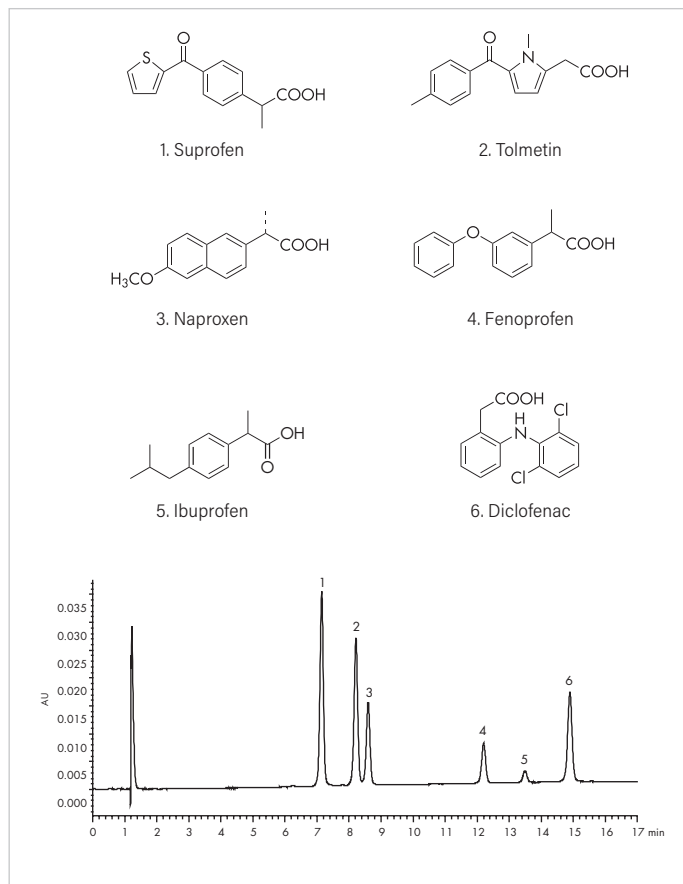 S
O
COOH
1. Suprofen
O
N
COOH
2. Tolmetin
H3CO
COOH
3. Naproxen
O
COOH
4. Fenoprofen
OH
O
5. Ibuprofen
COOH
H
N
Cl
Cl
6. Diclofenac
AU
0.035
0.030
0.025
0.020
0.015
0.010
0.005
0.000
1
2
3
4
5
6
0 1 2 3 4 5 6 7 8 9 10 11 12 13 14 15 16 17 min